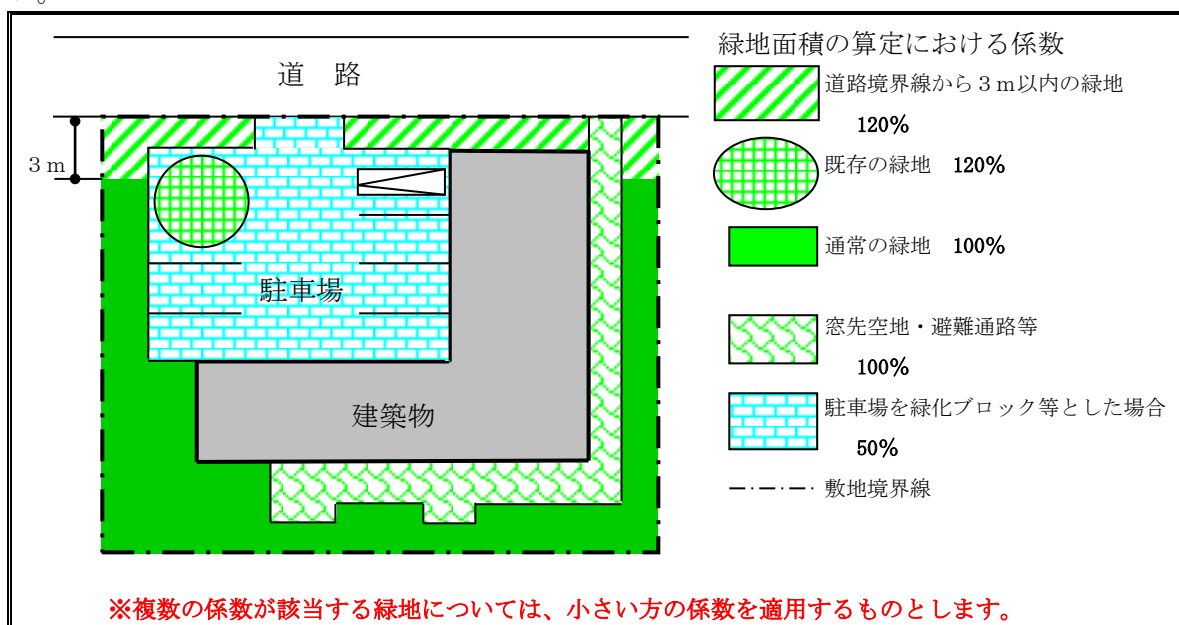 。
緑地面積の算定における係数
道 路
道路境界線から3m以内の緑地
120%
3m
既存の緑地 120%
通常の緑地 100%
駐車場
窓先空地・避難通路等
100%
建築物
駐車場を緑化ブロック等とした場合
50%
敷地境界線
※複数の係数が該当する緑地については、小さい方の係数を適用するものとします。